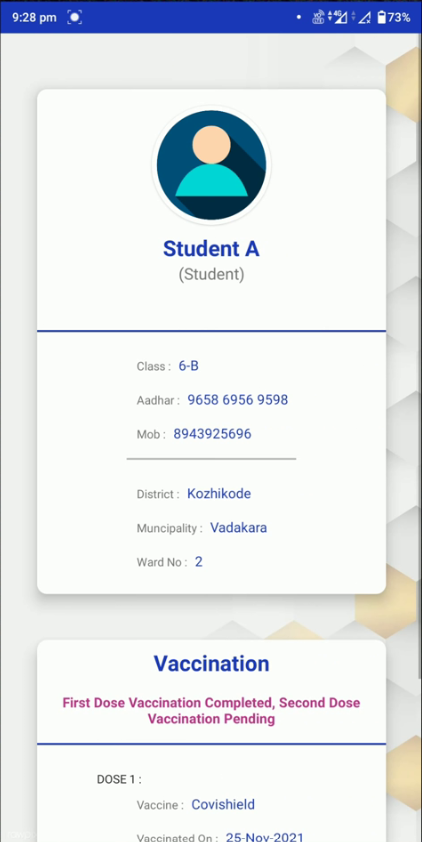 9:28 pm 4G 73%
Student A
(Student)
Class : 6-B
Aadhar : 9658 6956 9598
Mob : 8943925696
District : Kozhikode
Muncipality : Vadakara
Ward No : 2
Vaccination
First Dose Vaccination Completed, Second Dose
Vaccination Pending
DOSE 1 :
Vaccine : Covishield
Vaccinated On : 25-Nov-2021